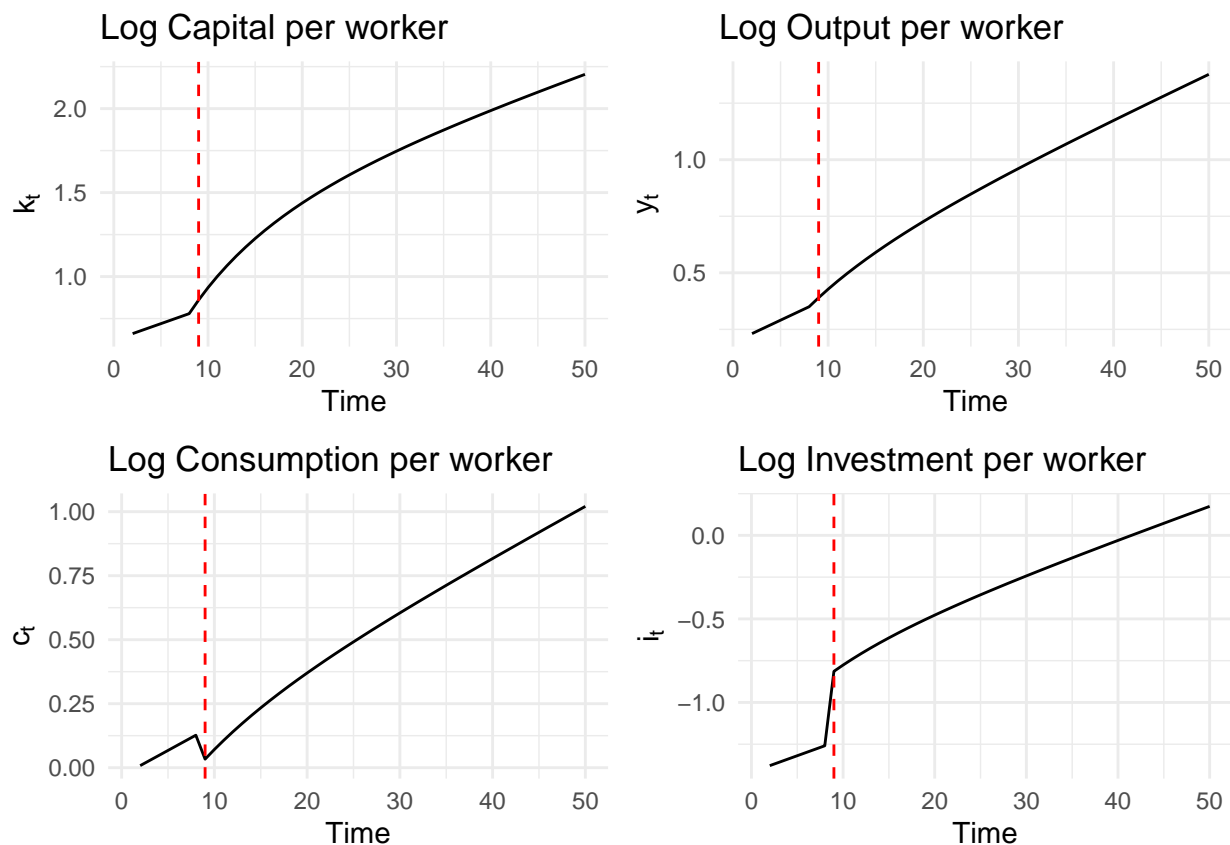 Log Capital per worker
2.0
1.5
1.0
k_t
0 10 20 30 40 50
Time
Log Output per worker
1.0
0.5
y_t
0 10 20 30 40 50
Time
Log Consumption per worker
1.00
0.75
0.50
0.25
0.00
c_t
0 10 20 30 40 50
Time
Log Investment per worker
0.0
−0.5
−1.0
i_t
0 10 20 30 40 50
Time